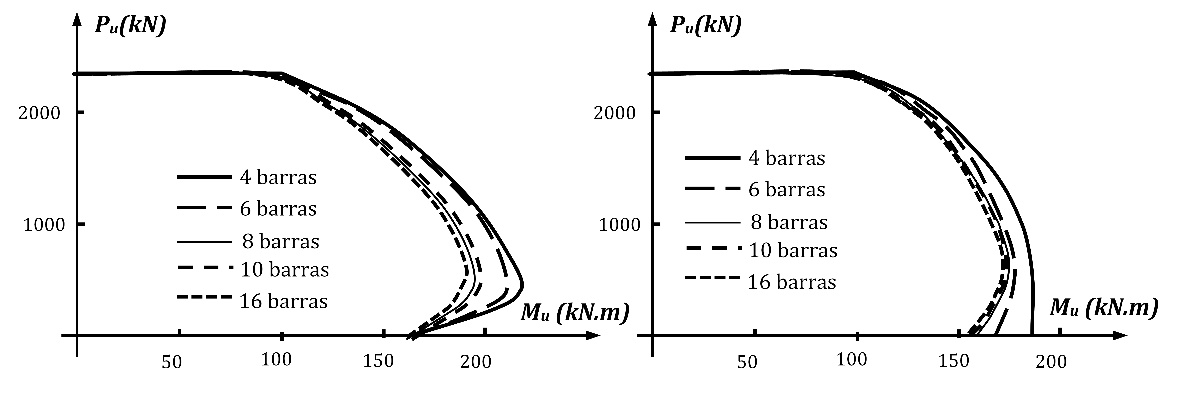 Pu(kN)
2000
1000
4 barras
6 barras
8 barras
10 barras
16 barras
Mu (kN.m)
50
100
150
200
Pu(kN)
2000
1000
4 barras
6 barras
8 barras
10 barras
16 barras
Mu (kN.m)
50
100
150
200